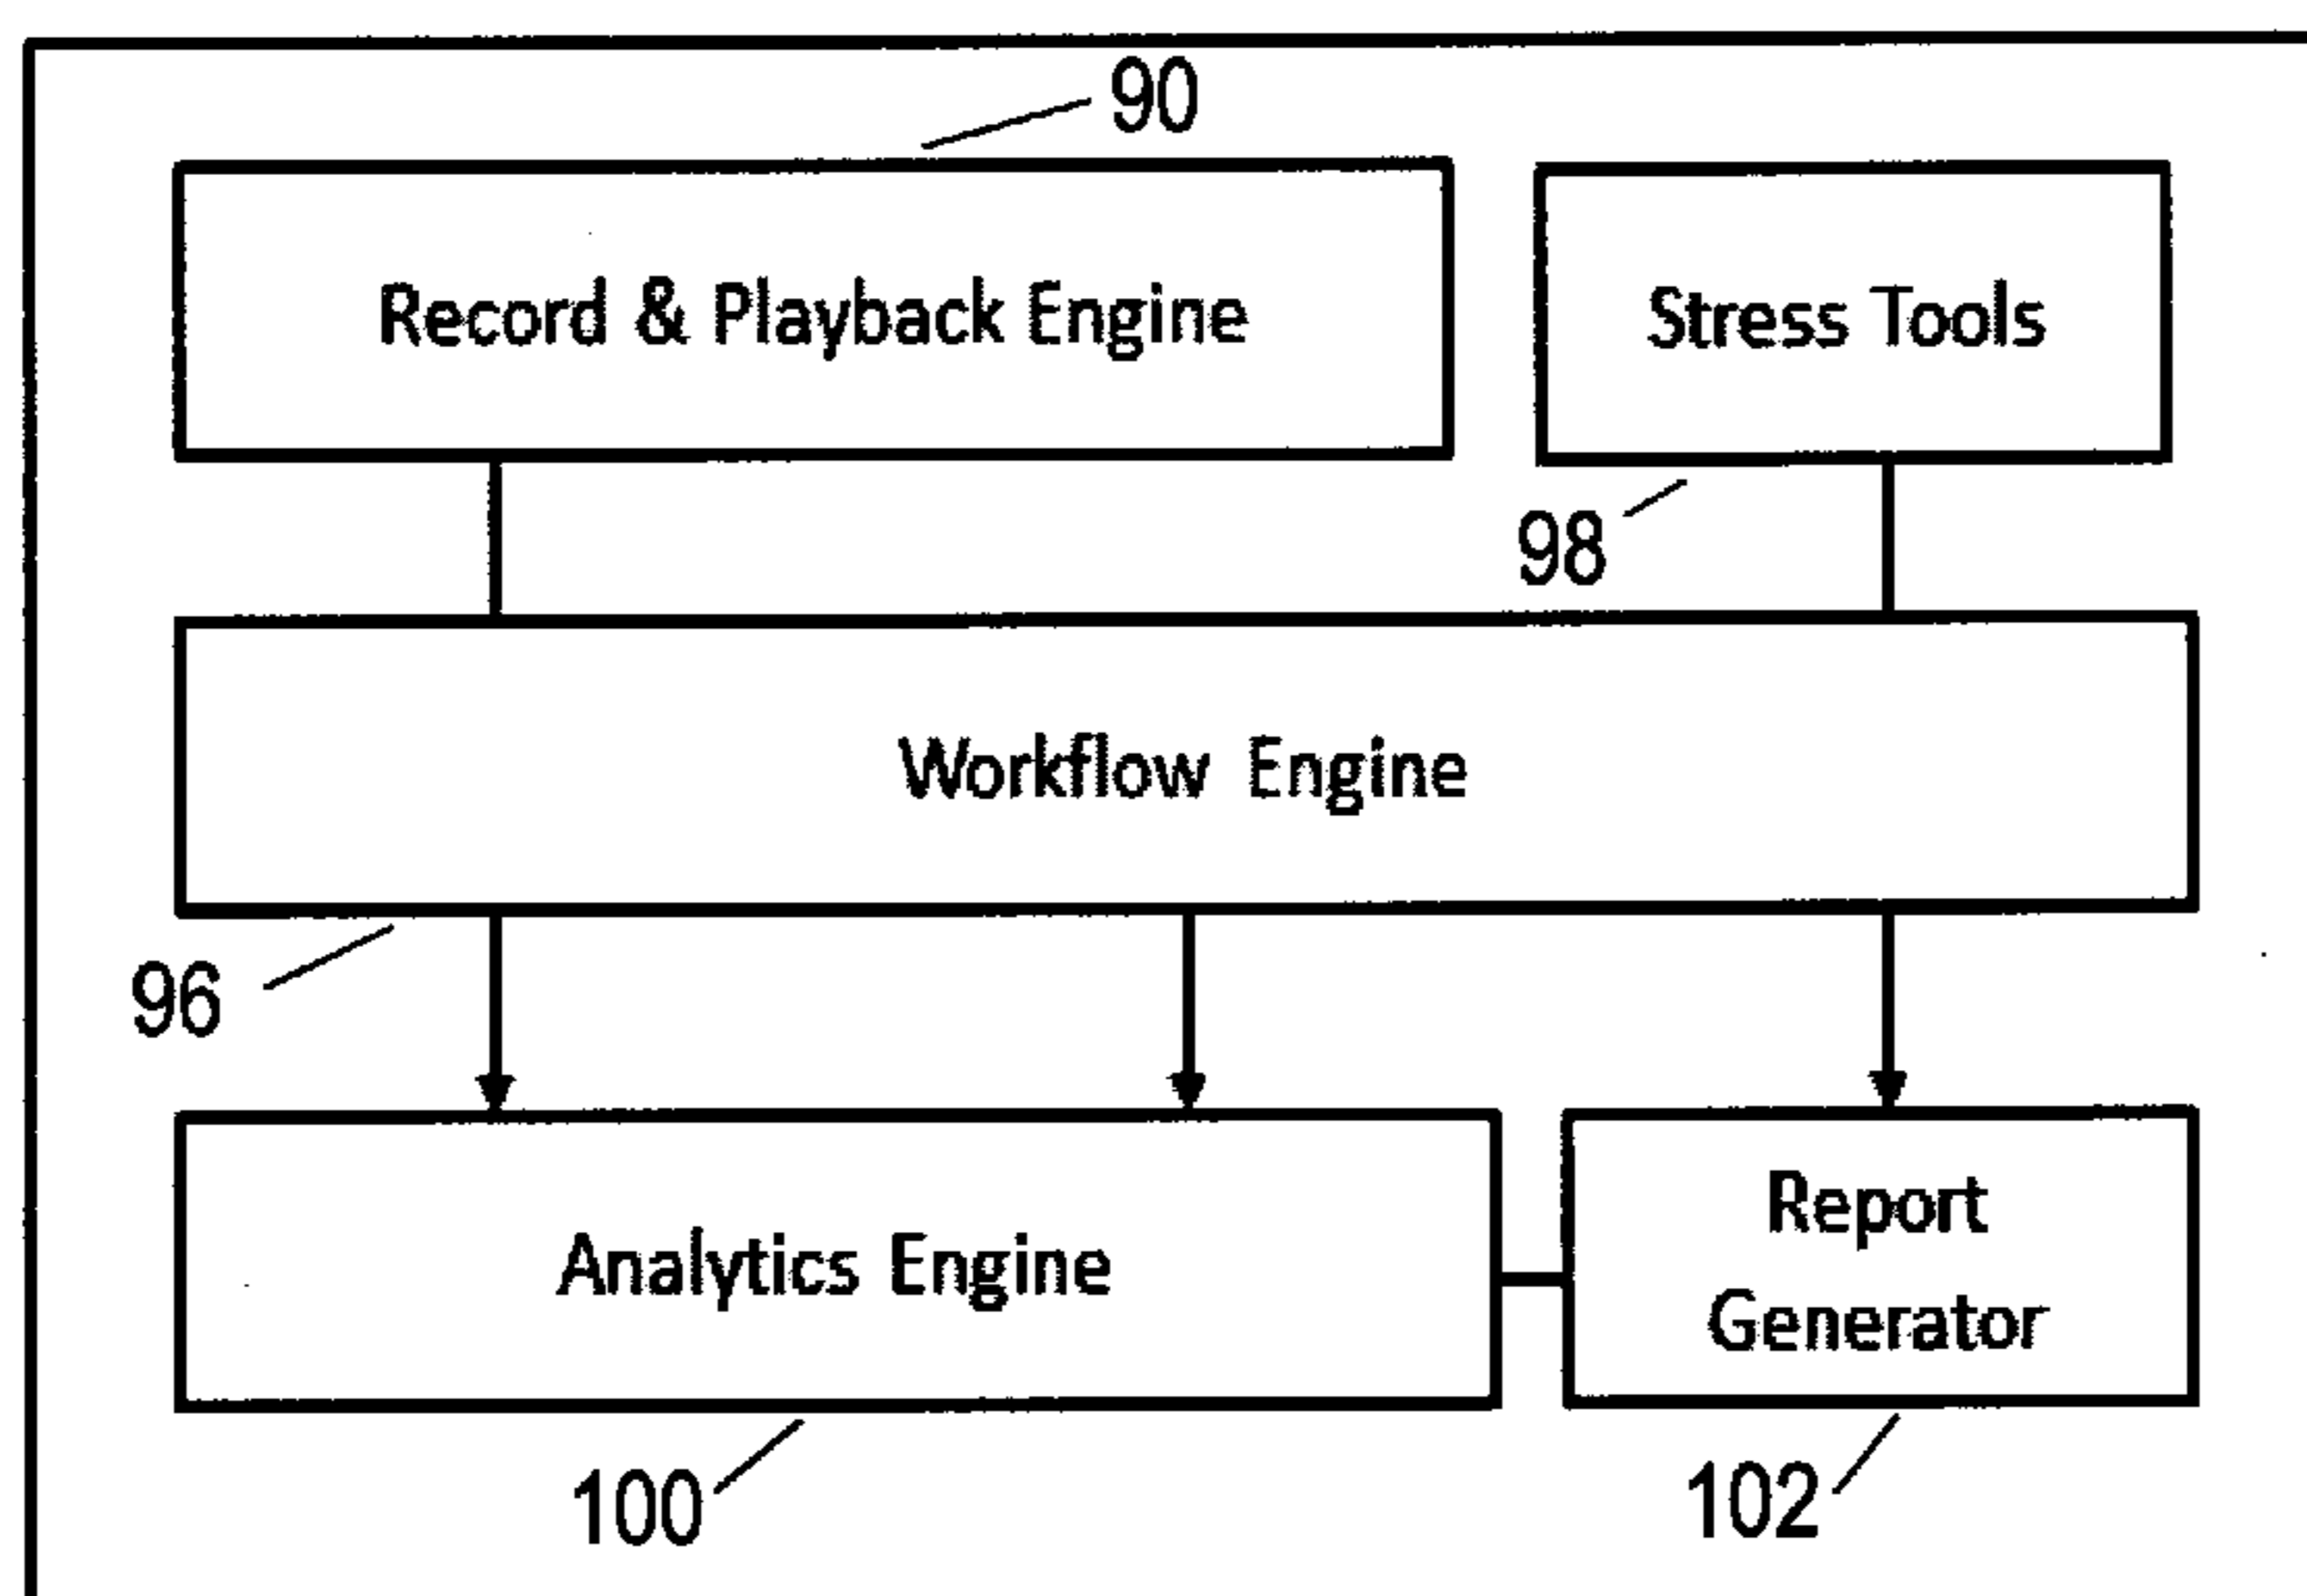 90
Record & Playback Engine
Stress Tools
98
Workflow Engine
96
Analytics Engine
Report
Generator
100
102